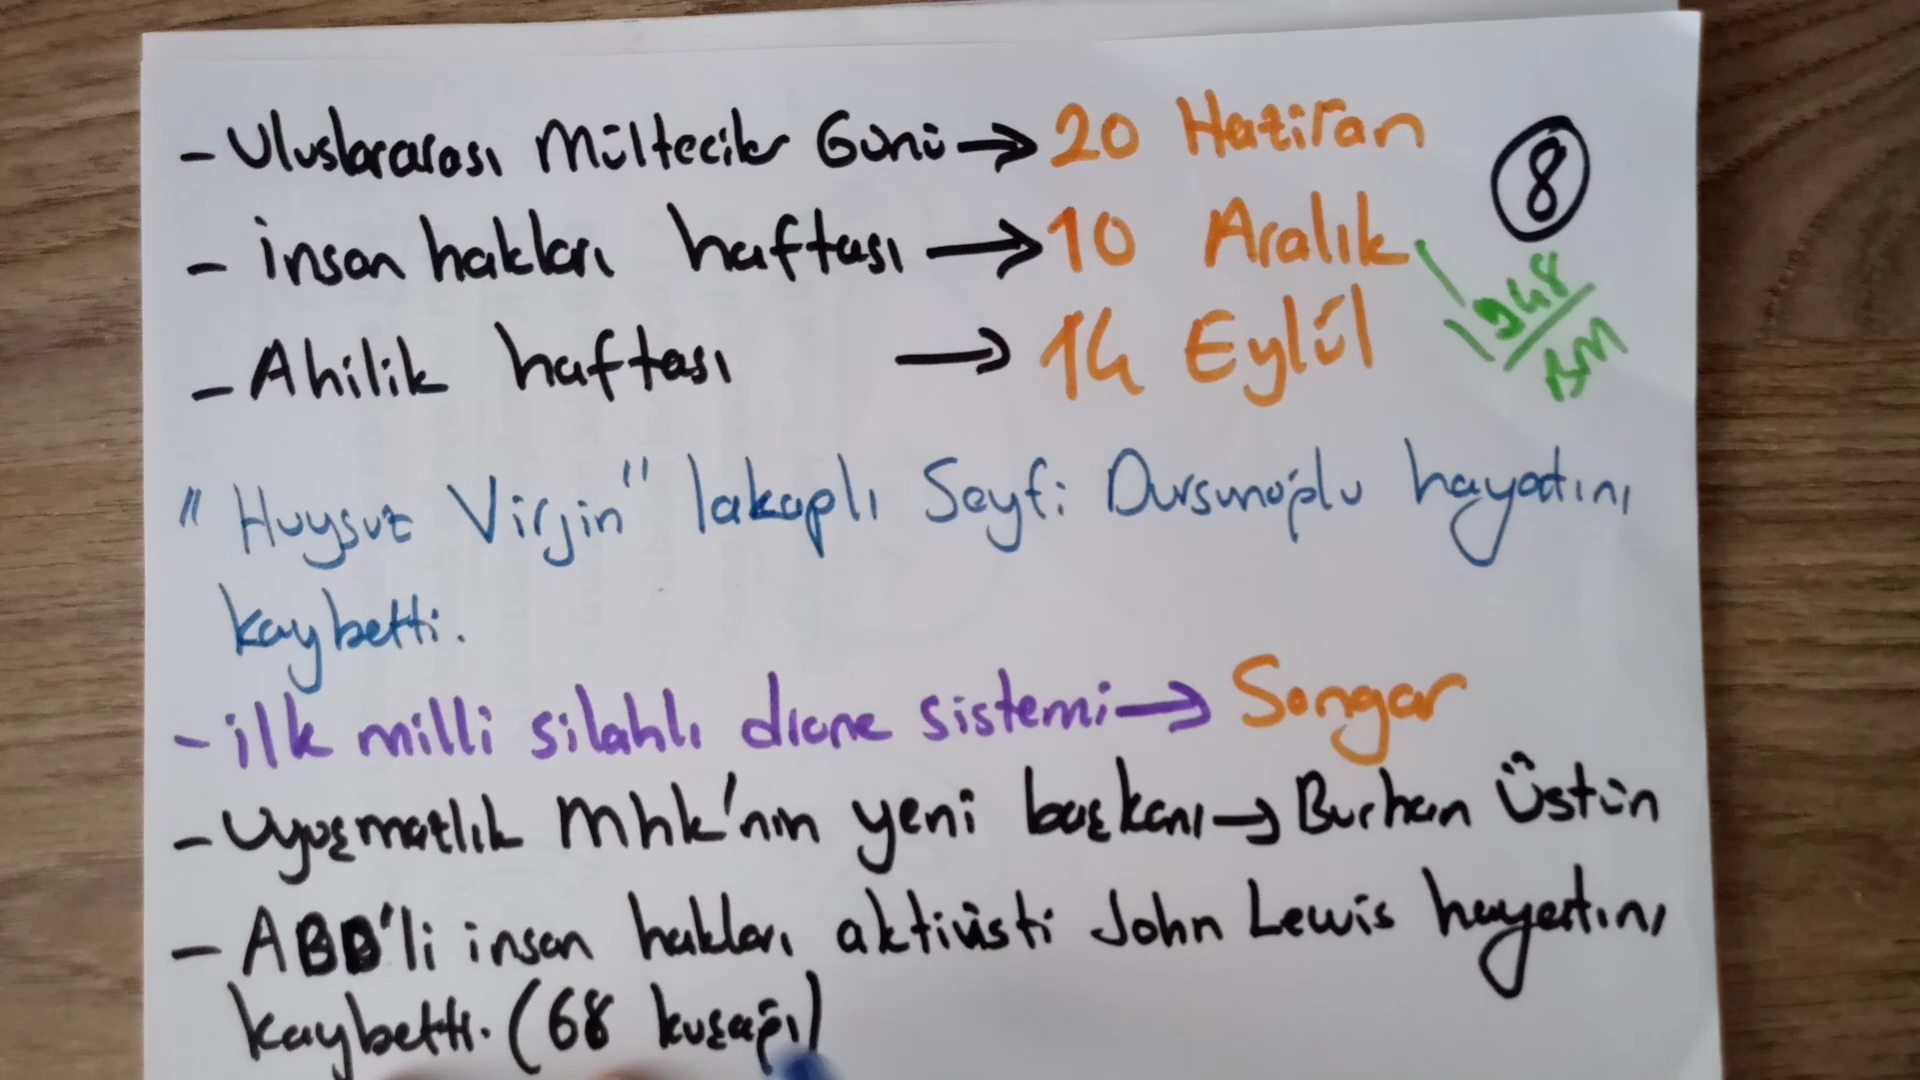 - Uluslararası Mülteciler Günü → 20 Haziran
⑧
- İnsan hakları haftası → 10 Aralık
1948
BM
- Ahilik haftası → 14 Eylül
"Huysuz Virjin" lakaplı Seyfi Dursunoğlu hayatını
kaybetti.
- ilk milli silahlı drone sistemi → Songar
- Uyuşmazlık Mhk'nın yeni başkanı → Burhan Üstün
- ABD'li insan hakları aktivisti John Lewis hayatını
kaybetti. (68 kuşağı)